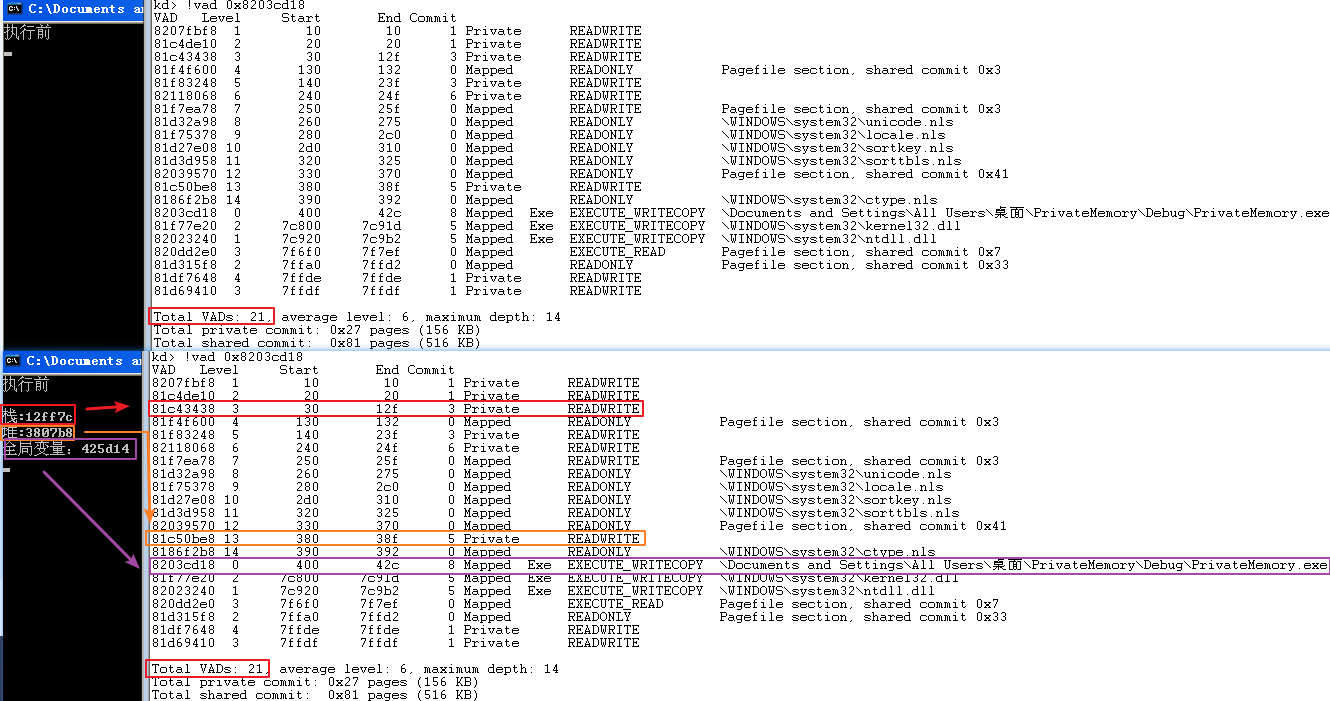 C:\Documents a
执行前
kd> !vad 0x8203cd18
VAD Level Start End Commit
8207fbf8 1 10 10 1 Private READWRITE
81c4de10 2 20 20 1 Private READWRITE
81c43438 3 30 12f 3 Private READWRITE
81f4f600 4 130 132 0 Mapped READONLY Pagefile section, shared commit 0x3
81f83248 5 140 23f 3 Private READWRITE
82118068 6 240 24f 6 Private READWRITE
81f7ea78 7 250 25f 0 Mapped READWRITE Pagefile section, shared commit 0x3
81d32a98 8 260 275 0 Mapped READONLY \WINDOWS\system32\unicode.nls
81f75378 9 280 2c0 0 Mapped READONLY \WINDOWS\system32\locale.nls
81d27e08 10 2d0 310 0 Mapped READONLY \WINDOWS\system32\sortkey.nls
81d3d958 11 320 325 0 Mapped READONLY \WINDOWS\system32\sorttbls.nls
82039570 12 330 370 0 Mapped READONLY Pagefile section, shared commit 0x41
81c50be8 13 380 38f 5 Private READWRITE
8186f2b8 14 390 392 0 Mapped READONLY \WINDOWS\system32\ctype.nls
8203cd18 0 400 42c 8 Mapped Exe EXECUTE_WRITECOPY \Documents and Settings\All Users\桌面\PrivateMemory\Debug\PrivateMemory.exe
81f77e20 2 7c800 7c91d 5 Mapped Exe EXECUTE_WRITECOPY \WINDOWS\system32\kernel32.dll
82023240 1 7c920 7c9b2 5 Mapped Exe EXECUTE_WRITECOPY \WINDOWS\system32\ntdll.dll
820dd2e0 3 7f6f0 7f7ef 0 Mapped EXECUTE_READ Pagefile section, shared commit 0x7
81d315f8 2 7ffa0 7ffd2 0 Mapped READONLY Pagefile section, shared commit 0x33
81df7648 4 7ffde 7ffde 1 Private READWRITE
81d69410 3 7ffdf 7ffdf 1 Private READWRITE
Total VADs: 21, average level: 6, maximum depth: 14
Total private commit: 0x27 pages (156 KB)
Total shared commit: 0x81 pages (516 KB)
C:\Documents a
执行前
栈:12ff7c
堆:3807b8
全局变量: 425d14
kd> !vad 0x8203cd18
VAD Level Start End Commit
8207fbf8 1 10 10 1 Private READWRITE
81c4de10 2 20 20 1 Private READWRITE
81c43438 3 30 12f 3 Private READWRITE
81f4f600 4 130 132 0 Mapped READONLY Pagefile section, shared commit 0x3
81f83248 5 140 23f 3 Private READWRITE
82118068 6 240 24f 6 Private READWRITE
81f7ea78 7 250 25f 0 Mapped READWRITE Pagefile section, shared commit 0x3
81d32a98 8 260 275 0 Mapped READONLY \WINDOWS\system32\unicode.nls
81f75378 9 280 2c0 0 Mapped READONLY \WINDOWS\system32\locale.nls
81d27e08 10 2d0 310 0 Mapped READONLY \WINDOWS\system32\sortkey.nls
81d3d958 11 320 325 0 Mapped READONLY \WINDOWS\system32\sorttbls.nls
82039570 12 330 370 0 Mapped READONLY Pagefile section, shared commit 0x41
81c50be8 13 380 38f 5 Private READWRITE
8186f2b8 14 390 392 0 Mapped READONLY \WINDOWS\system32\ctype.nls
8203cd18 0 400 42c 8 Mapped Exe EXECUTE_WRITECOPY \Documents and Settings\All Users\桌面\PrivateMemory\Debug\PrivateMemory.exe
81f77e20 2 7c800 7c91d 5 Mapped Exe EXECUTE_WRITECOPY \WINDOWS\system32\kernel32.dll
82023240 1 7c920 7c9b2 5 Mapped Exe EXECUTE_WRITECOPY \WINDOWS\system32\ntdll.dll
820dd2e0 3 7f6f0 7f7ef 0 Mapped EXECUTE_READ Pagefile section, shared commit 0x7
81d315f8 2 7ffa0 7ffd2 0 Mapped READONLY Pagefile section, shared commit 0x33
81df7648 4 7ffde 7ffde 1 Private READWRITE
81d69410 3 7ffdf 7ffdf 1 Private READWRITE
Total VADs: 21, average level: 6, maximum depth: 14
Total private commit: 0x27 pages (156 KB)
Total shared commit: 0x81 pages (516 KB)